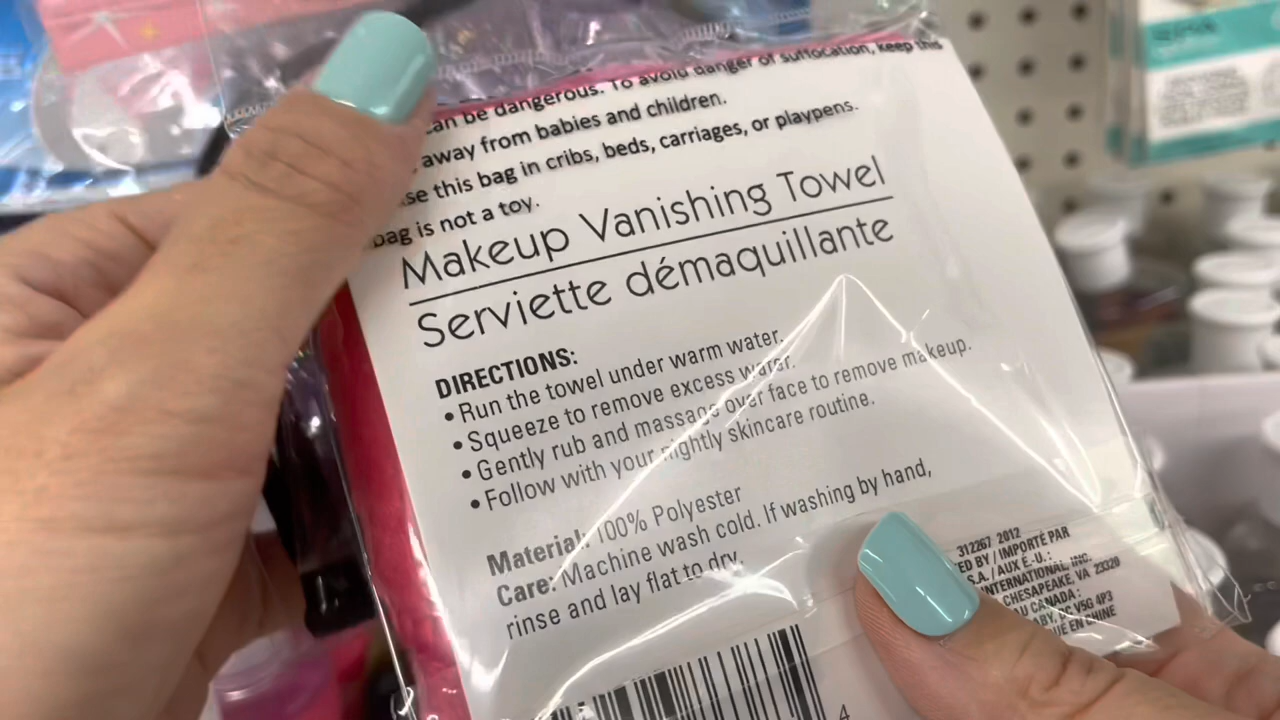 can be dangerous. To avoid danger of suffocation, keep this
away from babies and children.
this bag in cribs, beds, carriages, or playpens.
bag is not a toy.
Makeup Vanishing Towel
Serviette démaquillante
DIRECTIONS:
• Run the towel under warm water.
• Squeeze to remove excess water.
• Gently rub and massage over face to remove makeup.
• Follow with your nightly skincare routine.
Material: 100% Polyester
Care: Machine wash cold. If washing by hand,
rinse and lay flat to dry.
312267 2012
BY / IMPORTÉ PAR
S.A. / AUX É.-U.:
INTERNATIONAL, INC.
CHESAPEAKE, VA 23320
CANADA:
BC V5G 4P3
EN CHINE
4